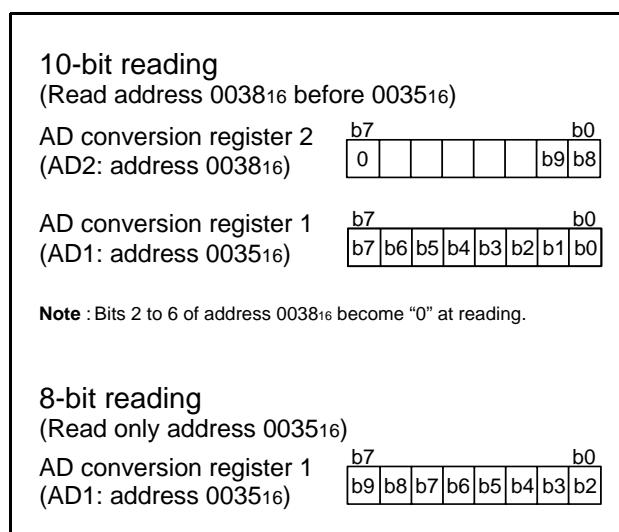 10-bit reading
(Read address 003816 before 003516)
AD conversion register 2
(AD2: address 003816)
b7 b0
0 b9 b8
AD conversion register 1
(AD1: address 003516)
b7 b0
b7 b6 b5 b4 b3 b2 b1 b0
Note : Bits 2 to 6 of address 003816 become “0” at reading.
8-bit reading
(Read only address 003516)
AD conversion register 1
(AD1: address 003516)
b7 b0
b9 b8 b7 b6 b5 b4 b3 b2